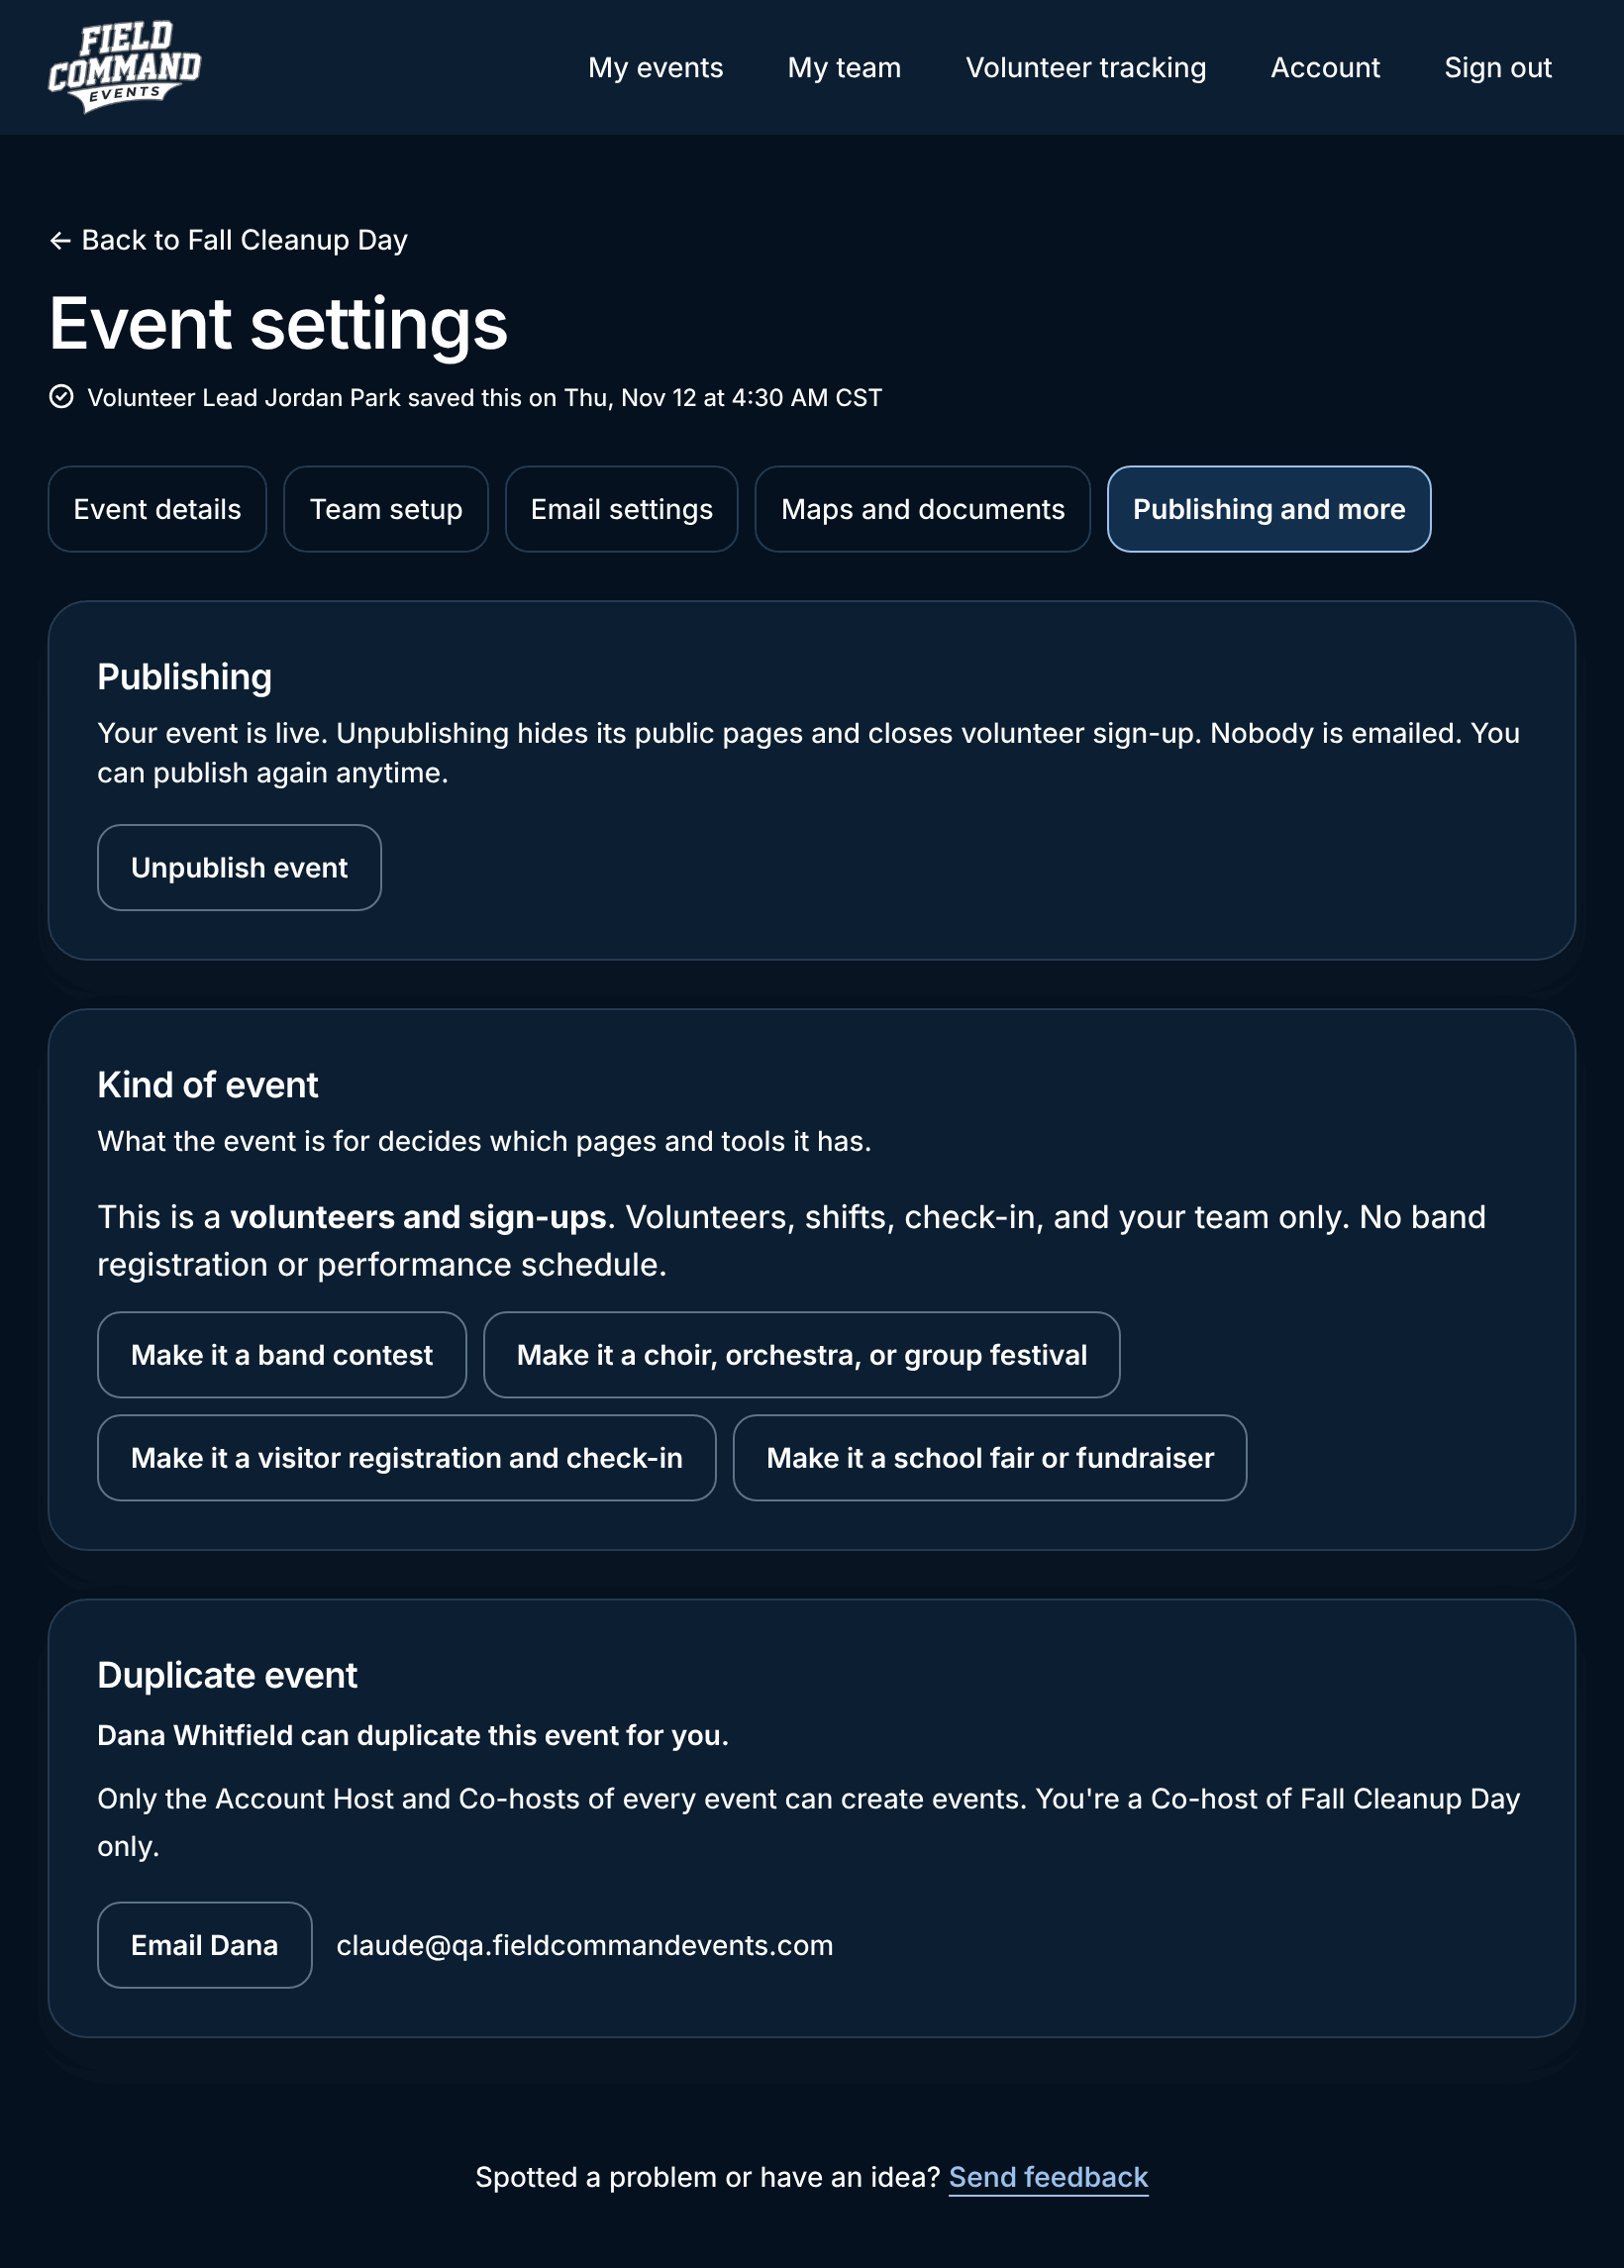 FIELD
COMMAND
EVENTS
My events
My team
Volunteer tracking
Account
Sign out
← Back to Fall Cleanup Day
Event settings
Volunteer Lead Jordan Park saved this on Thu, Nov 12 at 4:30 AM CST
Event details
Team setup
Email settings
Maps and documents
Publishing and more
Publishing
Your event is live. Unpublishing hides its public pages and closes volunteer sign-up. Nobody is emailed. You
can publish again anytime.
Unpublish event
Kind of event
What the event is for decides which pages and tools it has.
This is a volunteers and sign-ups. Volunteers, shifts, check-in, and your team only. No band
registration or performance schedule.
Make it a band contest
Make it a choir, orchestra, or group festival
Make it a visitor registration and check-in
Make it a school fair or fundraiser
Duplicate event
Dana Whitfield can duplicate this event for you.
Only the Account Host and Co-hosts of every event can create events. You're a Co-host of Fall Cleanup Day
only.
Email Dana
claude@qa.fieldcommandevents.com
Spotted a problem or have an idea? Send feedback